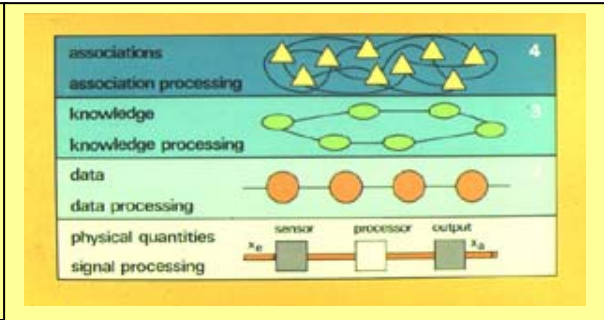 associations
4
association processing
knowledge
3
knowledge processing
data
data processing
physical quantities
sensor processor output
xe xa
signal processing